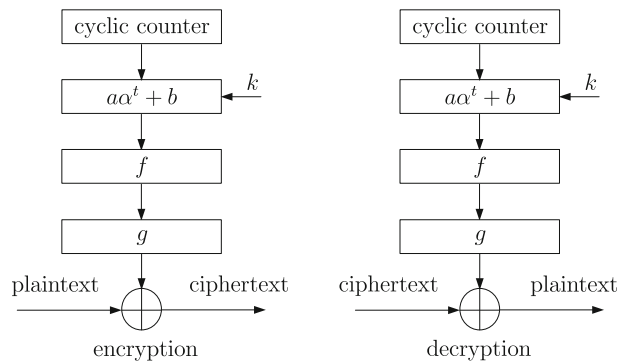 cyclic counter
aα^t + b
k
f
g
plaintext
ciphertext
encryption
cyclic counter
aα^t + b
k
f
g
ciphertext
plaintext
decryption